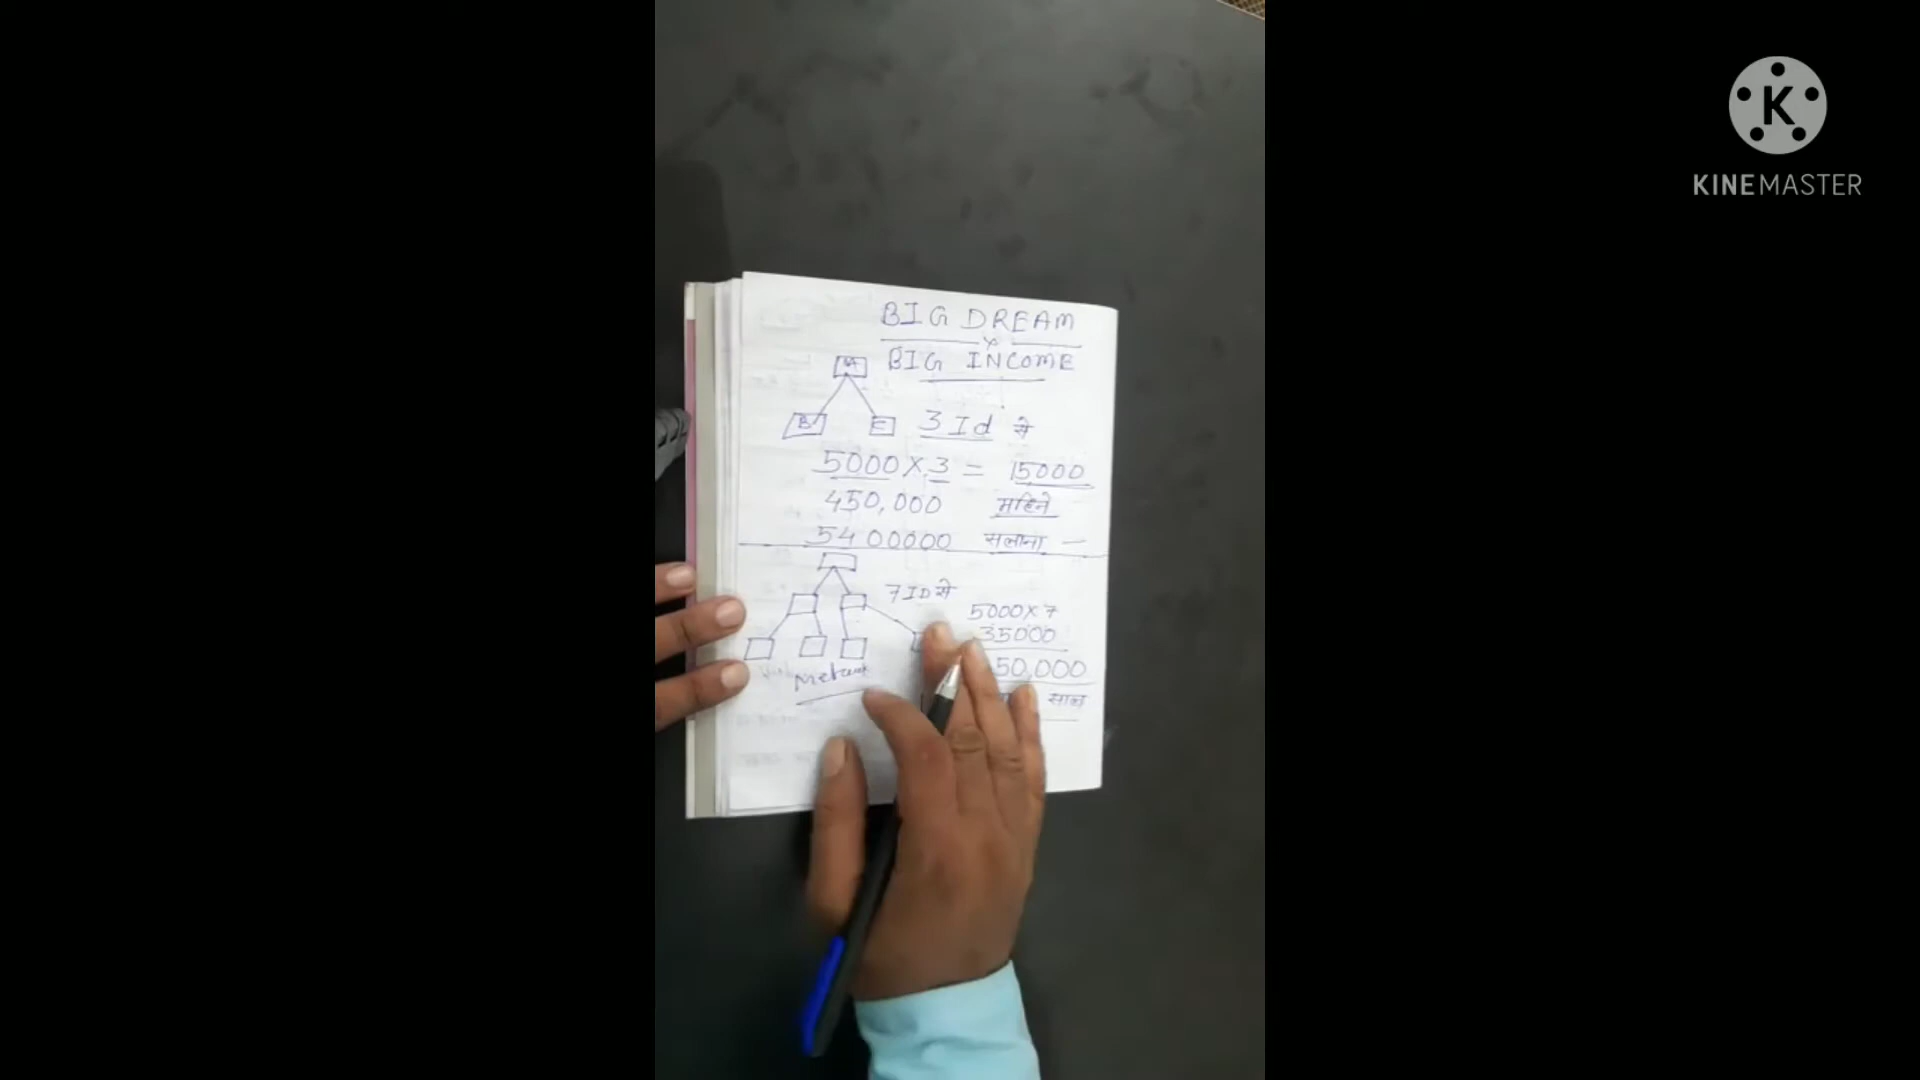 BIG DREAM
BIG INCOME
A
B
3 Id से
5000 X 3 = 15000
450,000 महिने
5400000 सलाना
7 ID से
5000 X 7
35000
50,000
साल
K
KINEMASTER